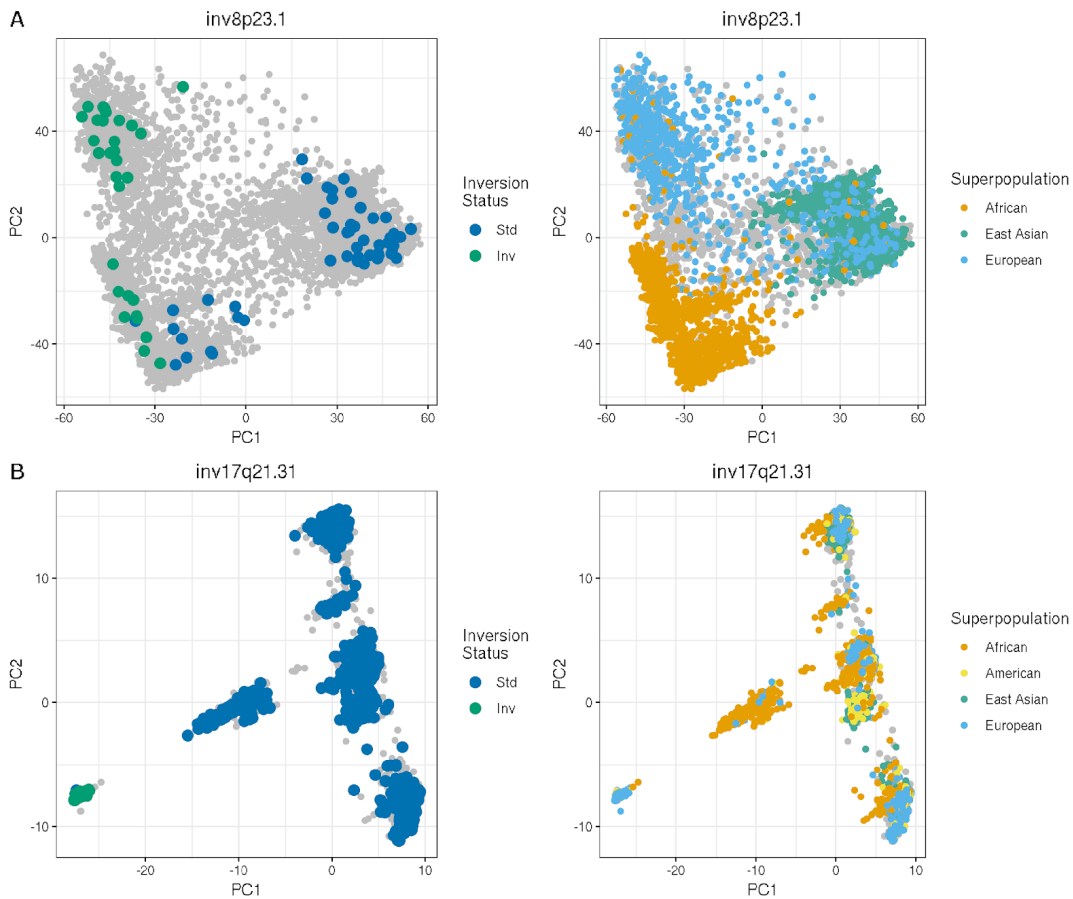 A
inv8p23.1
inv8p23.1
PC2
40
0
-40
-60
-30
0
30
60
PC1
Inversion
Status
Std
Inv
PC2
40
0
-40
-60
-30
0
30
60
PC1
Superpopulation
African
East Asian
European
B
inv17q21.31
inv17q21.31
PC2
10
0
-10
-20
-10
0
10
PC1
Inversion
Status
Std
Inv
PC2
10
0
-10
-20
-10
0
10
PC1
Superpopulation
African
American
East Asian
European